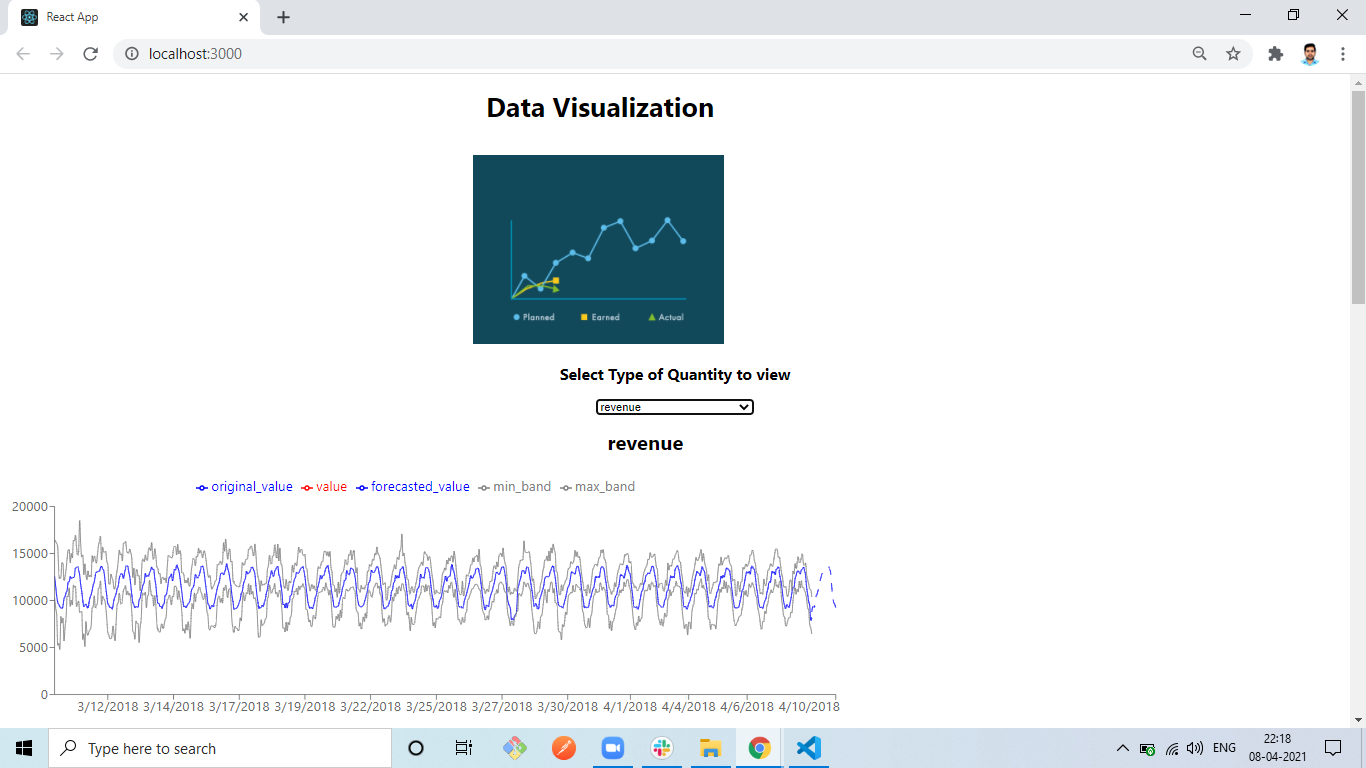 React App
localhost:3000
Data Visualization
Planned Earned Actual
Select Type of Quantity to view
revenue
revenue
original_value value forecasted_value min_band max_band
20000
15000
10000
5000
0
3/12/2018 3/14/2018 3/17/2018 3/19/2018 3/22/2018 3/25/2018 3/27/2018 3/30/2018 4/1/2018 4/4/2018 4/6/2018 4/10/2018
Type here to search
ENG
22:18
08-04-2021